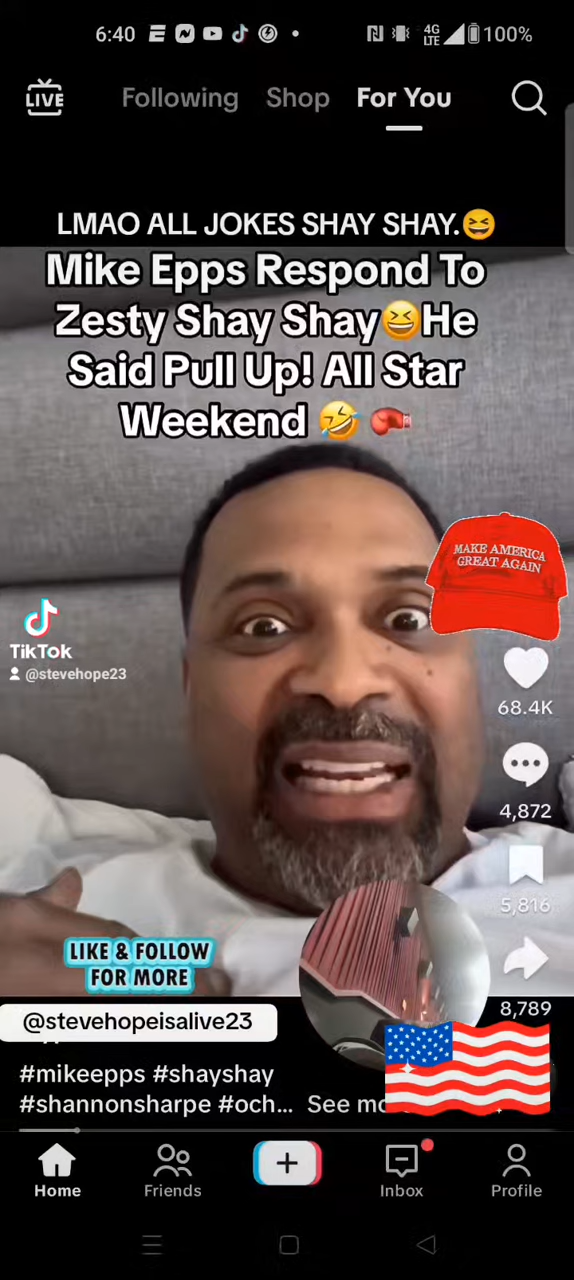 6:40
4G
LTE
100%
LIVE
Following
Shop
For You
LMAO ALL JOKES SHAY SHAY.😆
Mike Epps Respond To
Zesty Shay Shay😆He
Said Pull Up! All Star
Weekend 🤣 🥊
MAKE AMERICA
GREAT AGAIN
TikTok
@stevehope23
68.4K
4,872
5,816
8,789
LIKE & FOLLOW
FOR MORE
@stevehopeisalive23
#mikeepps #shayshay
#shannonsharpe #och... See
Home
Friends
Inbox
Profile